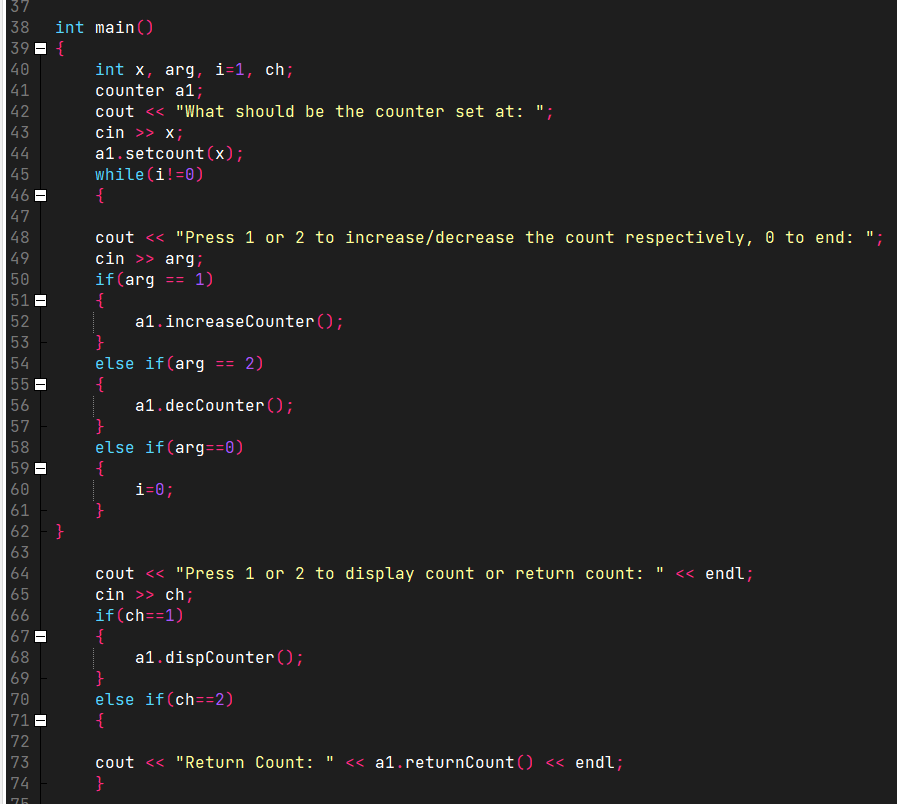 37
38 int main()
39 {
40 int x, arg, i=1, ch;
41 counter a1;
42 cout << "What should be the counter set at: ";
43 cin >> x;
44 a1.setcount(x);
45 while(i!=0)
46 {
47
48 cout << "Press 1 or 2 to increase/decrease the count respectively, 0 to end: ";
49 cin >> arg;
50 if(arg == 1)
51 {
52 a1.increaseCounter();
53 }
54 else if(arg == 2)
55 {
56 a1.decCounter();
57 }
58 else if(arg==0)
59 {
60 i=0;
61 }
62 }
63
64 cout << "Press 1 or 2 to display count or return count: " << endl;
65 cin >> ch;
66 if(ch==1)
67 {
68 a1.dispCounter();
69 }
70 else if(ch==2)
71 {
72
73 cout << "Return Count: " << a1.returnCount() << endl;
74 }
75